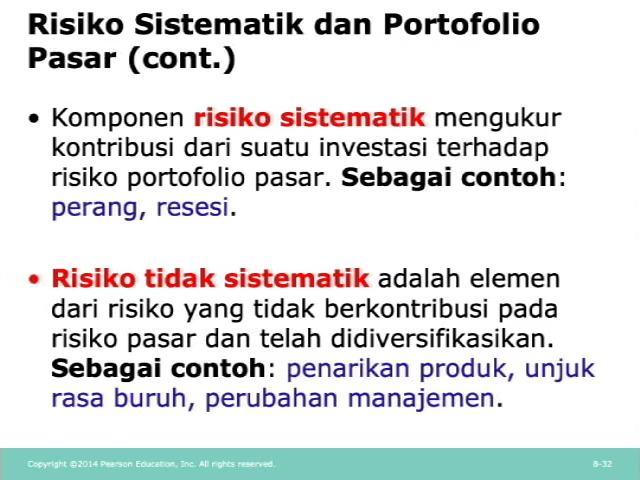 Risiko Sistematik dan Portofolio
Pasar (cont.)
• Komponen risiko sistematik mengukur
kontribusi dari suatu investasi terhadap
risiko portofolio pasar. Sebagai contoh:
perang, resesi.
• Risiko tidak sistematik adalah elemen
dari risiko yang tidak berkontribusi pada
risiko pasar dan telah didiversifikasikan.
Sebagai contoh: penarikan produk, unjuk
rasa buruh, perubahan manajemen.
Copyright ©2014 Pearson Education, Inc. All rights reserved.
8-32